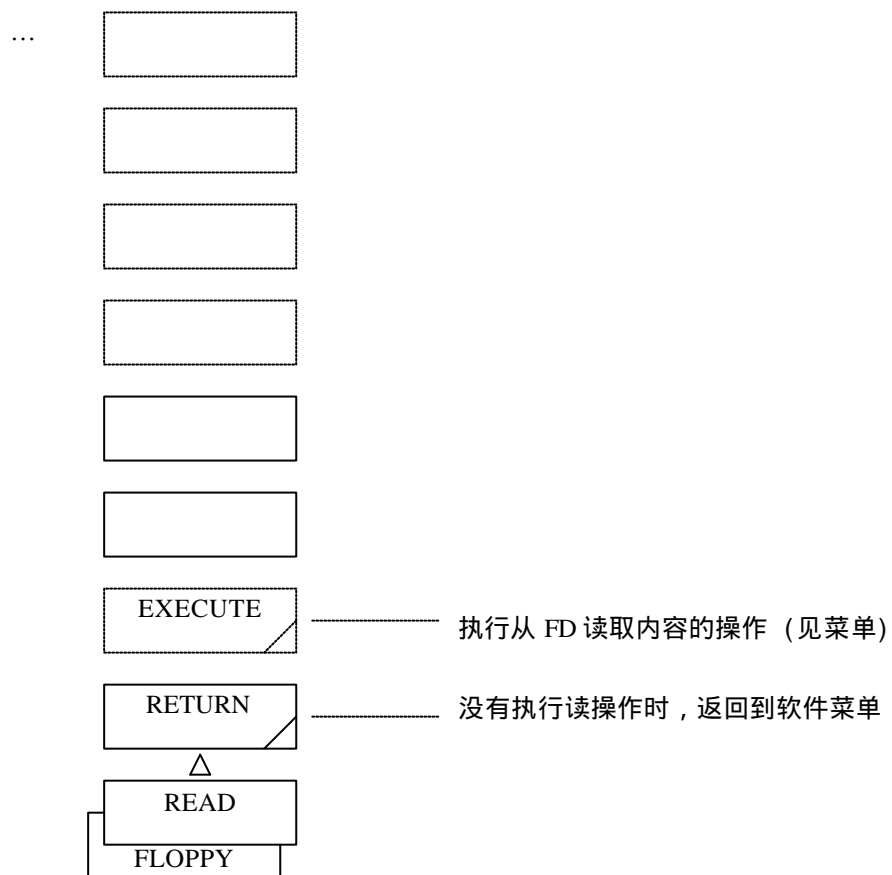 …
EXECUTE
执行从 FD 读取内容的操作 (见菜单)
RETURN
没有执行读操作时，返回到软件菜单
READ
FLOPPY